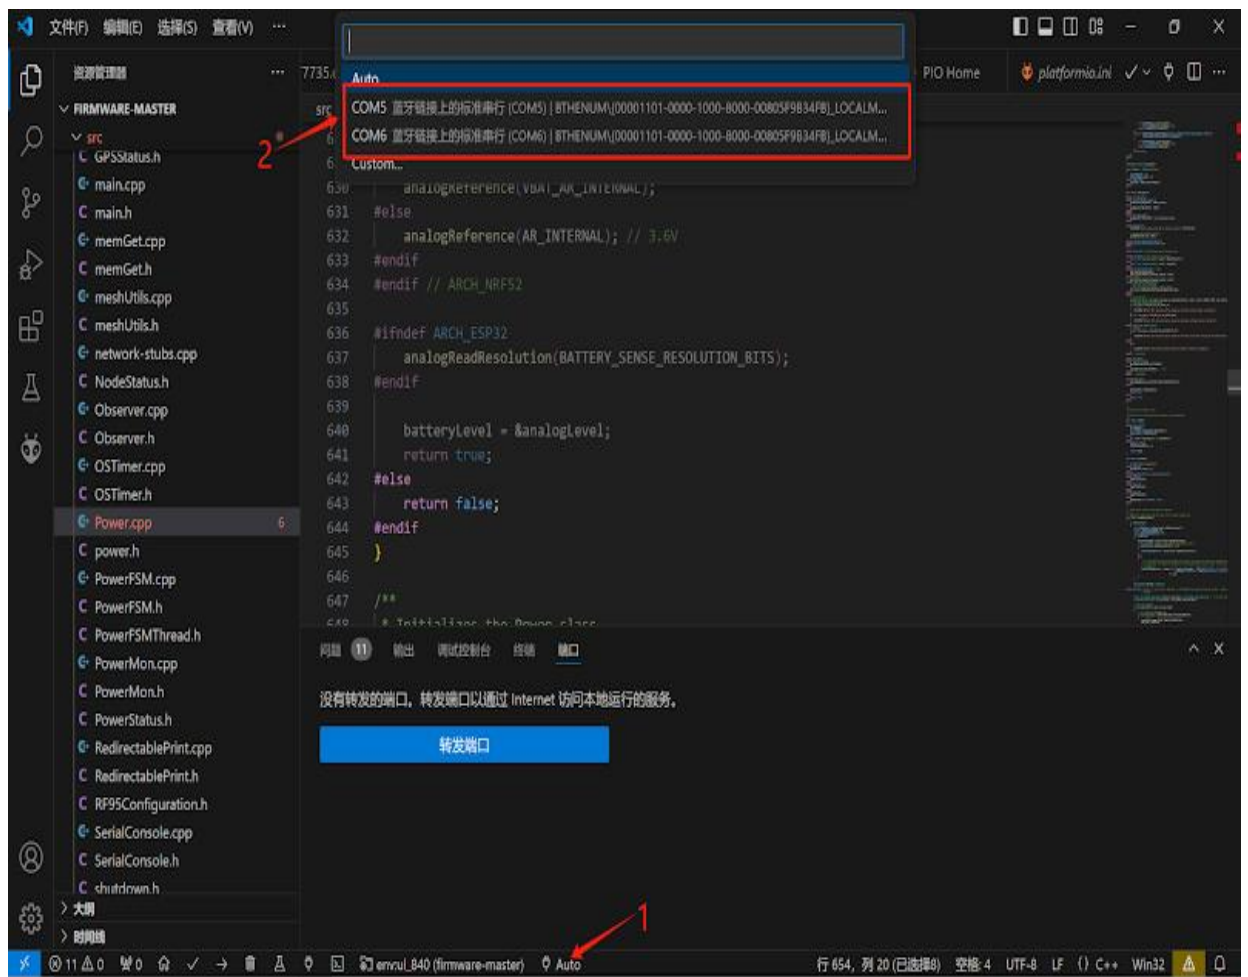 文件(F) 编辑(E) 选择(S) 查看(V) ···
资源管理器 ···
7735.
PIO Home
platformio.ini
Auto
COM5 蓝牙链接上的标准串行 (COM5) | BTHENUM\{00001101-0000-1000-8000-00805F9B34FB}_LOCALM...
COM6 蓝牙链接上的标准串行 (COM6) | BTHENUM\{00001101-0000-1000-8000-00805F9B34FB}_LOCALM...
Custom...
2
FIRMWARE-MASTER
src
src
GPSStatus.h
main.cpp
main.h
memGet.cpp
memGet.h
meshUtils.cpp
meshUtils.h
network-stubs.cpp
NodeStatus.h
Observer.cpp
Observer.h
OSTimer.cpp
OSTimer.h
Power.cpp 6
power.h
PowerFSM.cpp
PowerFSM.h
PowerFSMThread.h
PowerMon.cpp
PowerMon.h
PowerStatus.h
RedirectablePrint.cpp
RedirectablePrint.h
RF95Configuration.h
SerialConsole.cpp
SerialConsole.h
shutdown.h
大纲
时间线
630 analogReference(VBAT_AR_INTERNAL);
631 #else
632 analogReference(AR_INTERNAL); // 3.6V
633 #endif
634 #endif // ARCH_NRF52
635
636 #ifndef ARCH_ESP32
637 analogReadResolution(BATTERY_SENSE_RESOLUTION_BITS);
638 #endif
639
640 batteryLevel = &analogLevel;
641 return true;
642 #else
643 return false;
644 #endif
645 }
646
647 /**
648 * Initializes the Power class
问题 11 输出 调试控制台 终端 端口
没有转发的端口。转发端口以通过 Internet 访问本地运行的服务。
转发端口
1
11 0 0 env:ul_840 (firmware-master) Auto
行 654，列 20 (已选择8) 空格: 4 UTF-8 LF {} C++ Win32